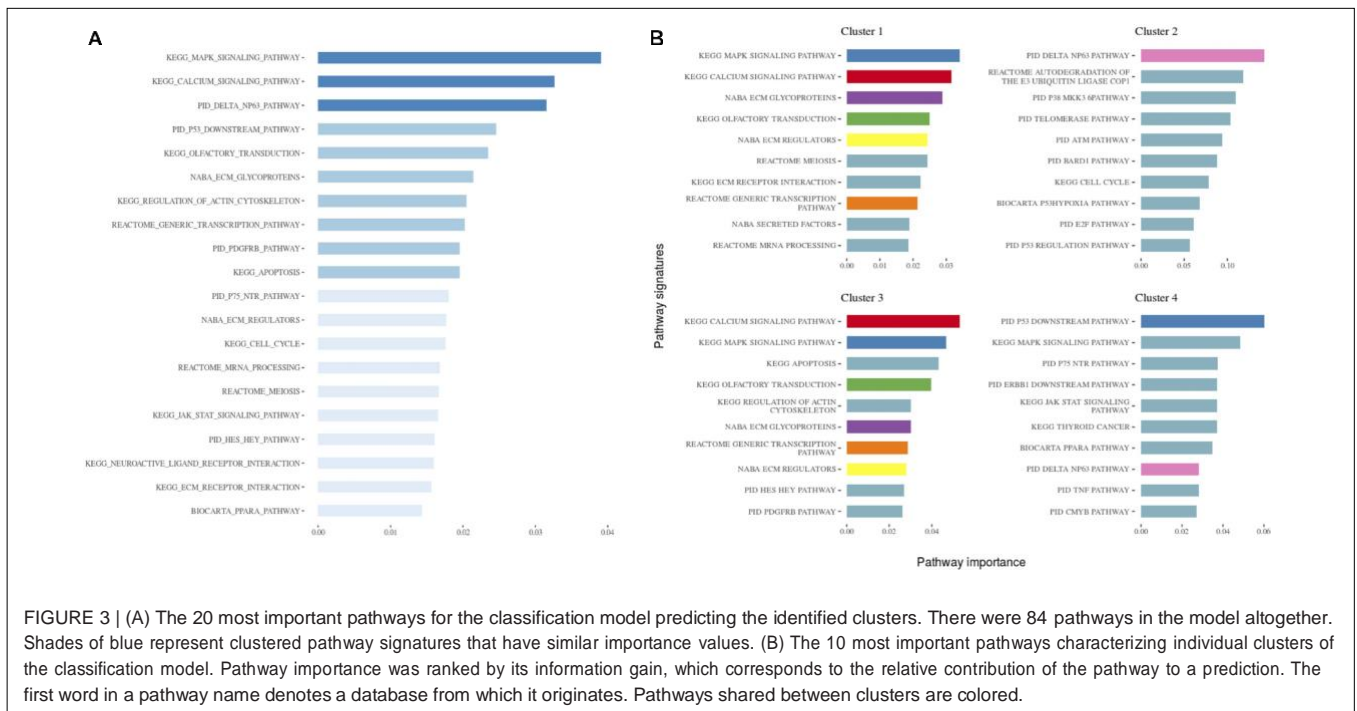 A
KEGG_MAPK_SIGNALING_PATHWAY
KEGG_CALCIUM_SIGNALING_PATHWAY
PID_DELTA_NP63_PATHWAY
PID_P53_DOWNSTREAM_PATHWAY
KEGG_OLFACTORY_TRANSDUCTION
NABA_ECM_GLYCOPROTEINS
KEGG_REGULATION_OF_ACTIN_CYTOSKELETON
REACTOME_GENERIC_TRANSCRIPTION_PATHWAY
PID_PDGFRB_PATHWAY
KEGG_APOPTOSIS
PID_P75_NTR_PATHWAY
NABA_ECM_REGULATORS
KEGG_CELL_CYCLE
REACTOME_MRNA_PROCESSING
REACTOME_MEIOSIS
KEGG_JAK_STAT_SIGNALING_PATHWAY
PID_HES_HEY_PATHWAY
KEGG_NEUROACTIVE_LIGAND_RECEPTOR_INTERACTION
KEGG_ECM_RECEPTOR_INTERACTION
BIOCARTA_PPARA_PATHWAY
0.00 0.01 0.02 0.03 0.04
B
Pathway signatures
Cluster 1
KEGG MAPK SIGNALING PATHWAY
KEGG CALCIUM SIGNALING PATHWAY
NABA ECM GLYCOPROTEINS
KEGG OLFACTORY TRANSDUCTION
NABA ECM REGULATORS
REACTOME MEIOSIS
KEGG ECM RECEPTOR INTERACTION
REACTOME GENERIC TRANSCRIPTION
PATHWAY
NABA SECRETED FACTORS
REACTOME MRNA PROCESSING
0.00 0.01 0.02 0.03
Cluster 2
PID DELTA NP63 PATHWAY
REACTOME AUTODEGRADATION OF
THE E3 UBIQUITIN LIGASE COP1
PID P38 MKK3 6PATHWAY
PID TELOMERASE PATHWAY
PID ATM PATHWAY
PID BARD1 PATHWAY
KEGG CELL CYCLE
BIOCARTA P53HYPOXIA PATHWAY
PID E2F PATHWAY
PID P53 REGULATION PATHWAY
0.00 0.05 0.10
Cluster 3
KEGG CALCIUM SIGNALING PATHWAY
KEGG MAPK SIGNALING PATHWAY
KEGG APOPTOSIS
KEGG OLFACTORY TRANSDUCTION
KEGG REGULATION OF ACTIN
CYTOSKELETON
NABA ECM GLYCOPROTEINS
REACTOME GENERIC TRANSCRIPTION
PATHWAY
NABA ECM REGULATORS
PID HES HEY PATHWAY
PID PDGFRB PATHWAY
0.00 0.02 0.04
Cluster 4
PID P53 DOWNSTREAM PATHWAY
KEGG MAPK SIGNALING PATHWAY
PID P75 NTR PATHWAY
PID ERBB1 DOWNSTREAM PATHWAY
KEGG JAK STAT SIGNALING
PATHWAY
KEGG THYROID CANCER
BIOCARTA PPARA PATHWAY
PID DELTA NP63 PATHWAY
PID TNF PATHWAY
PID CMYB PATHWAY
0.00 0.02 0.04 0.06
Pathway importance
FIGURE 3 | (A) The 20 most important pathways for the classification model predicting the identified clusters. There were 84 pathways in the model altogether.
Shades of blue represent clustered pathway signatures that have similar importance values. (B) The 10 most important pathways characterizing individual clusters of
the classification model. Pathway importance was ranked by its information gain, which corresponds to the relative contribution of the pathway to a prediction. The
first word in a pathway name denotes a database from which it originates. Pathways shared between clusters are colored.